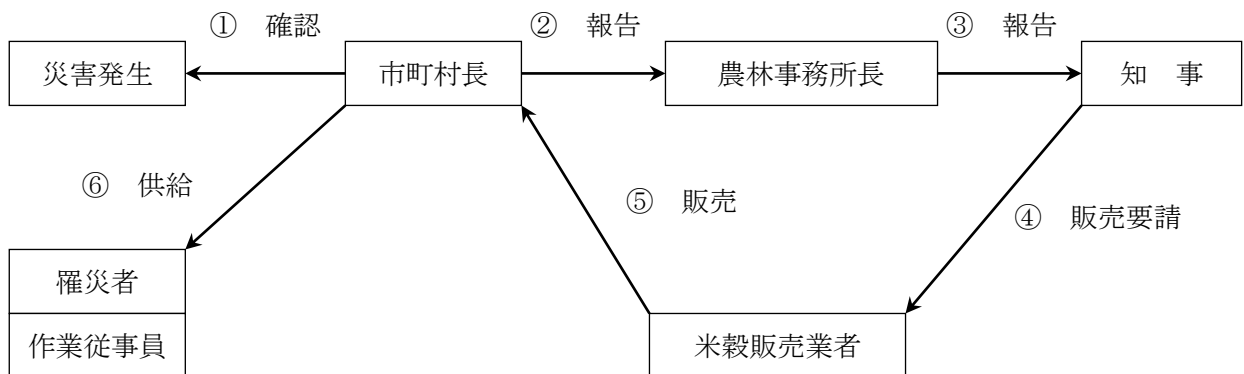 ① 確認
② 報告
③ 報告
災害発生
市町村長
農林事務所長
知 事
⑥ 供給
⑤ 販売
④ 販売要請
罹災者
作業従事員
米穀販売業者